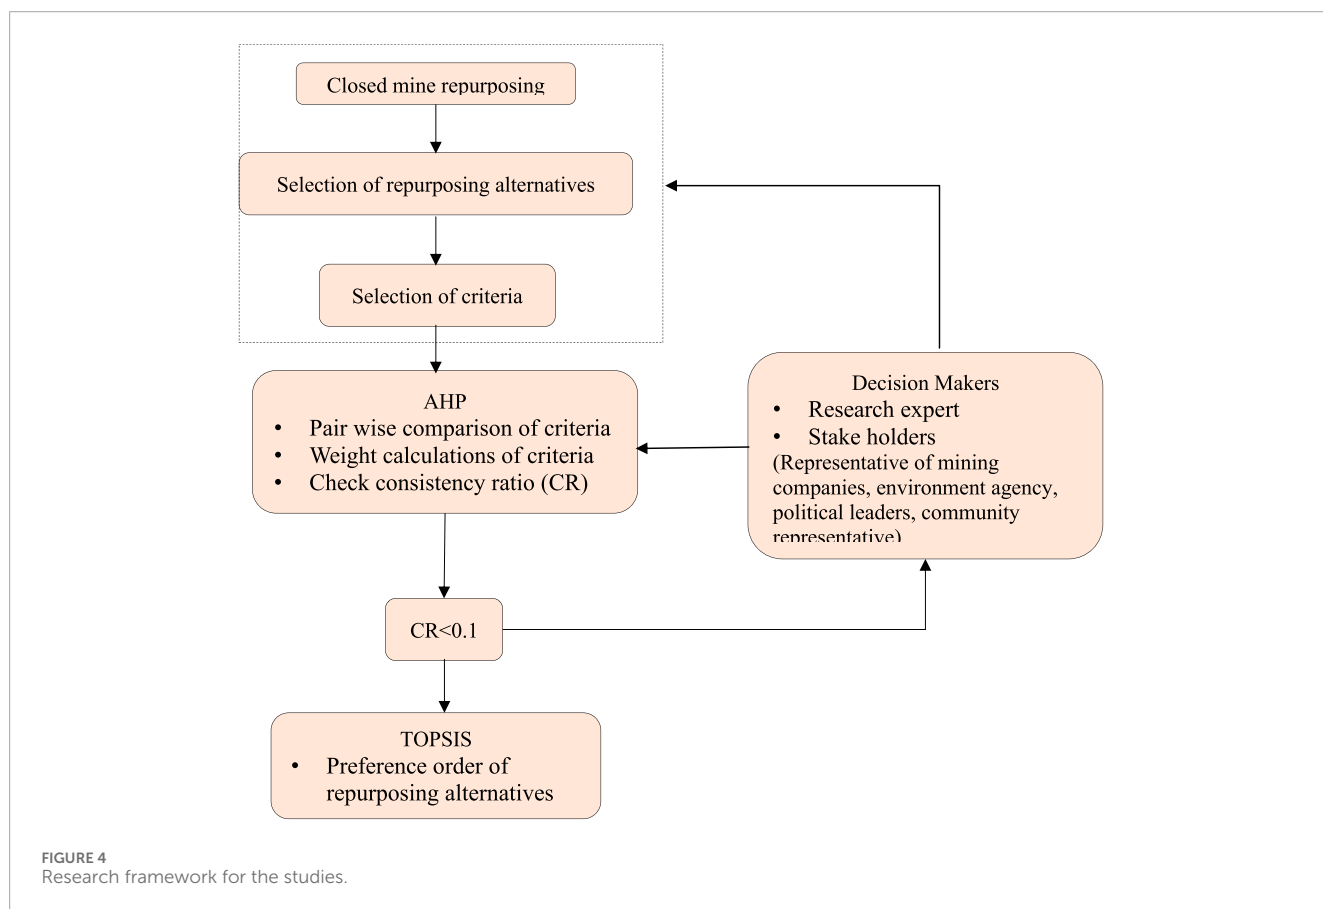 Closed mine repurposing
Selection of repurposing alternatives
Selection of criteria
AHP
• Pair wise comparison of criteria
• Weight calculations of criteria
• Check consistency ratio (CR)
Decision Makers
• Research expert
• Stake holders
(Representative of mining
companies, environment agency,
political leaders, community
representative)
CR<0.1
TOPSIS
• Preference order of
repurposing alternatives
FIGURE 4
Research framework for the studies.